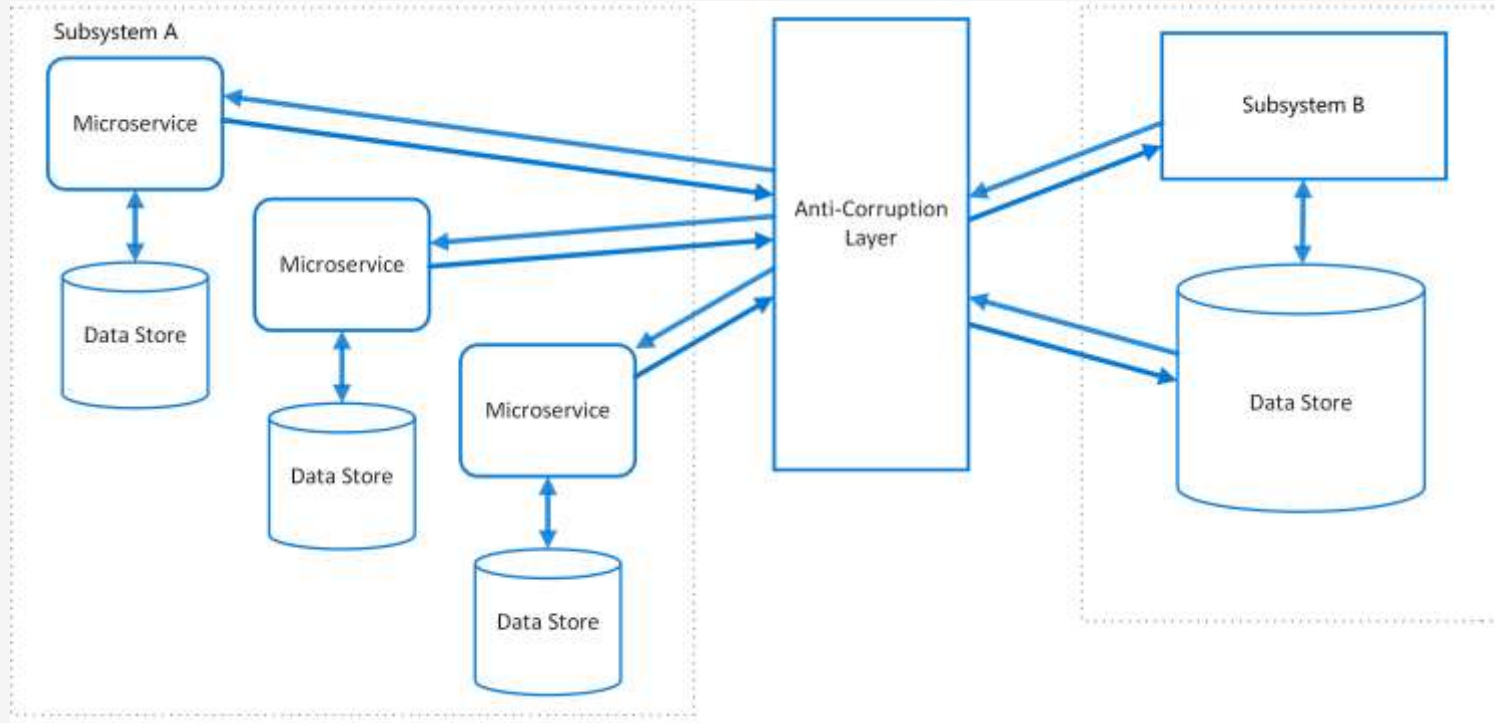 Subsystem A
Microservice
Data Store
Microservice
Data Store
Microservice
Data Store
Anti-Corruption
Layer
Subsystem B
Data Store